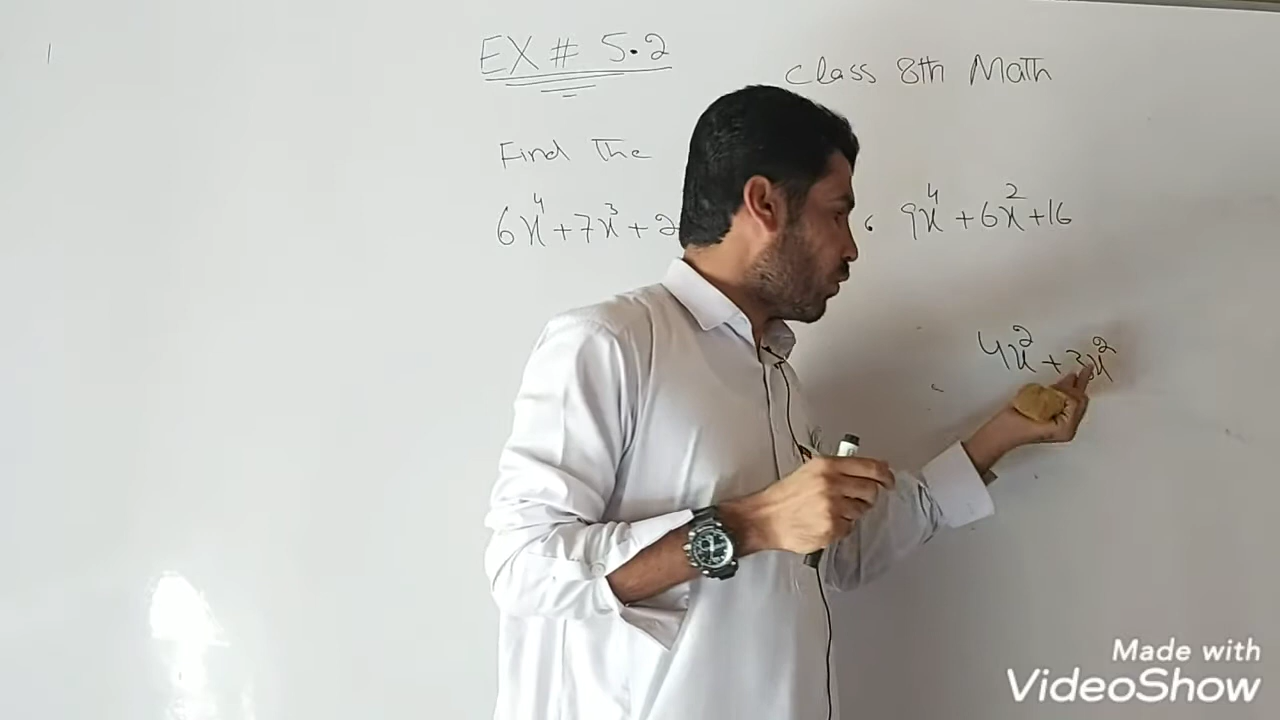 EX # 5.2
Class 8th Math
Find The
6x⁴+7x³+2 , 9x⁴+6x²+16
4x²+3x²
Made with
VideoShow